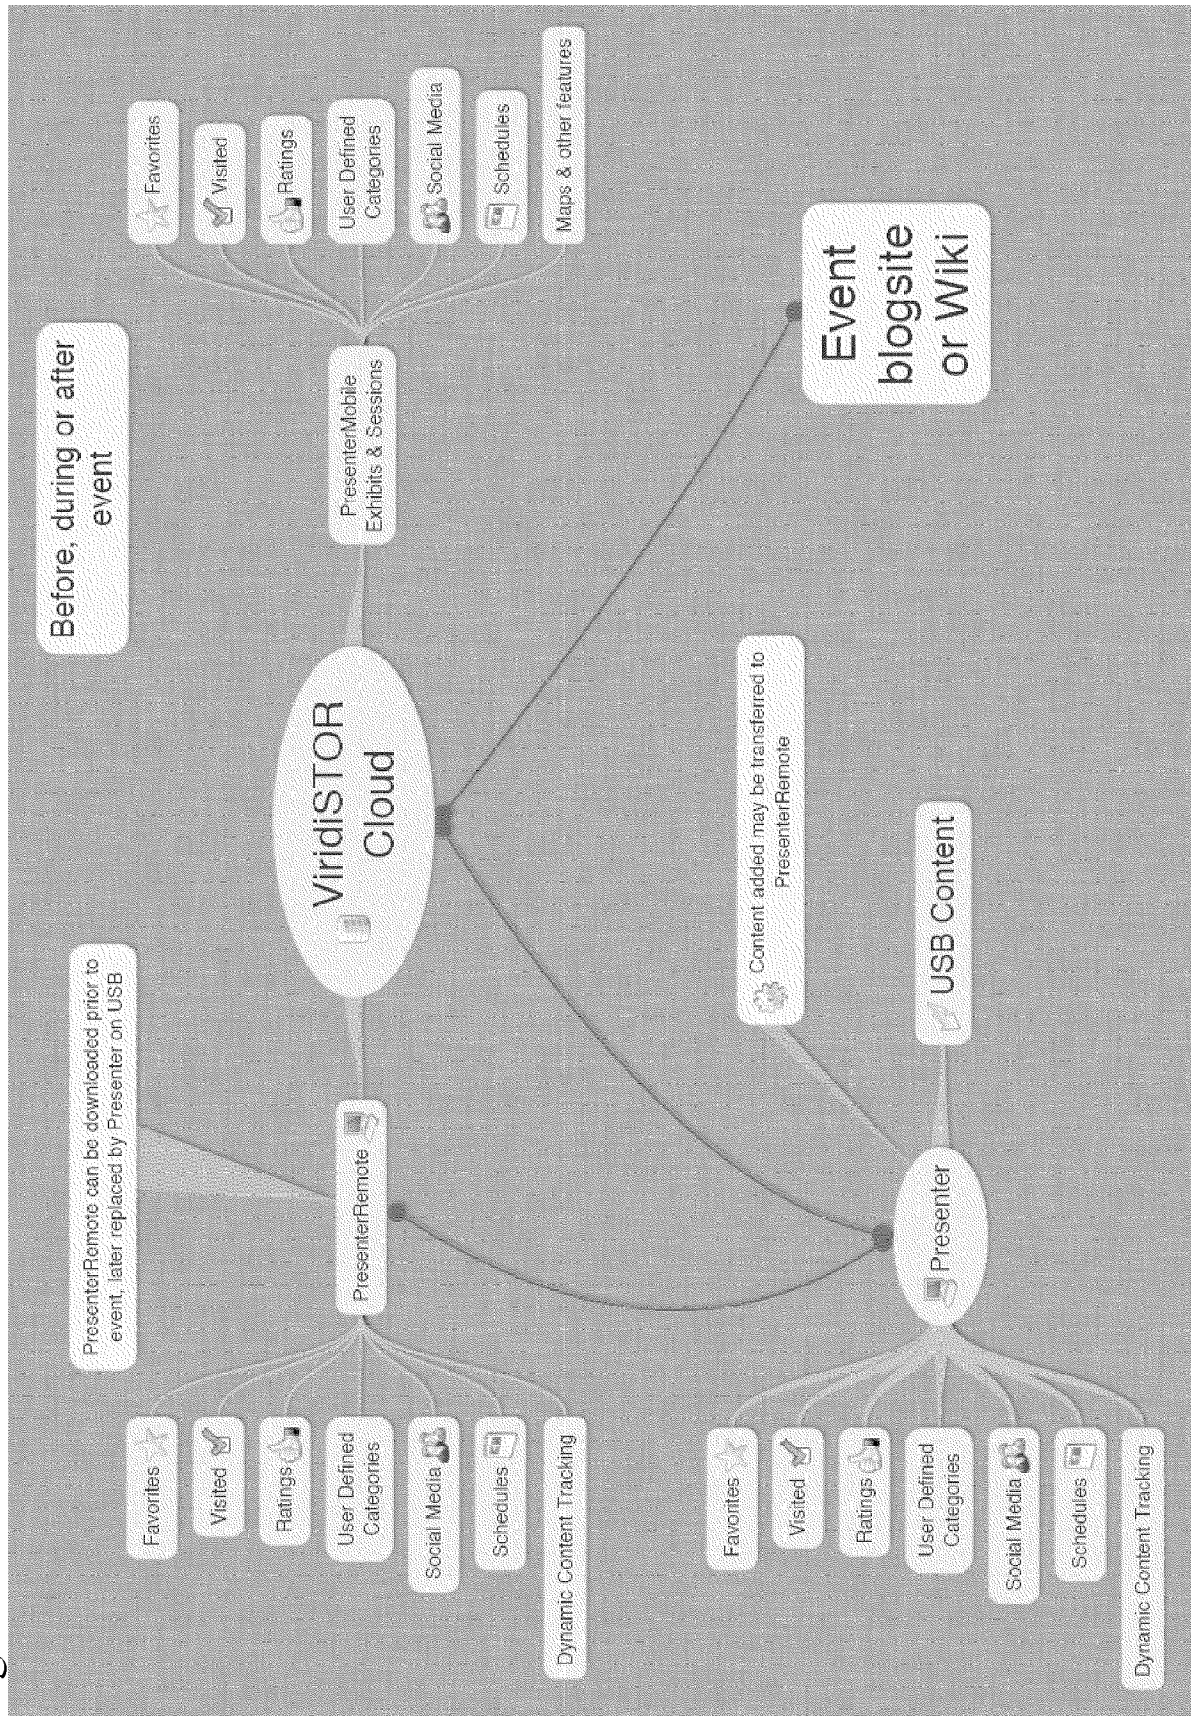 PresenterRemote can be downloaded prior to
event, later replaced by Presenter on USB
Before, during or after
event
Favorites
Visited
Ratings
User Defined
Categories
Social Media
Schedules
Dynamic Content Tracking
PresenterRemote
ViridiSTOR
Cloud
PresenterMobile
Exhibits & Sessions
Favorites
Visited
Ratings
User Defined
Categories
Social Media
Schedules
Maps & other features
Favorites
Visited
Ratings
User Defined
Categories
Social Media
Schedules
Dynamic Content Tracking
Presenter
Content added may be transferred to
PresenterRemote
USB Content
Event
blogsite
or Wiki